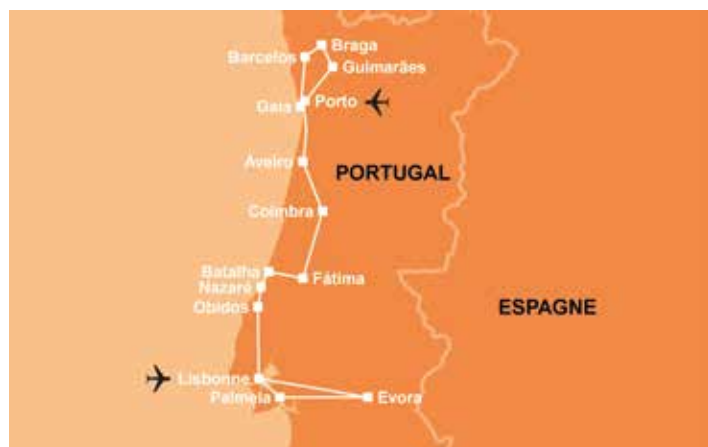 Braga
Barcelos
Guimarães
Gaia
Porto
Aveiro
PORTUGAL
Coimbra
Batalha
Fátima
Nazaré
Obidos
ESPAGNE
Lisbonne
Palmela
Evora